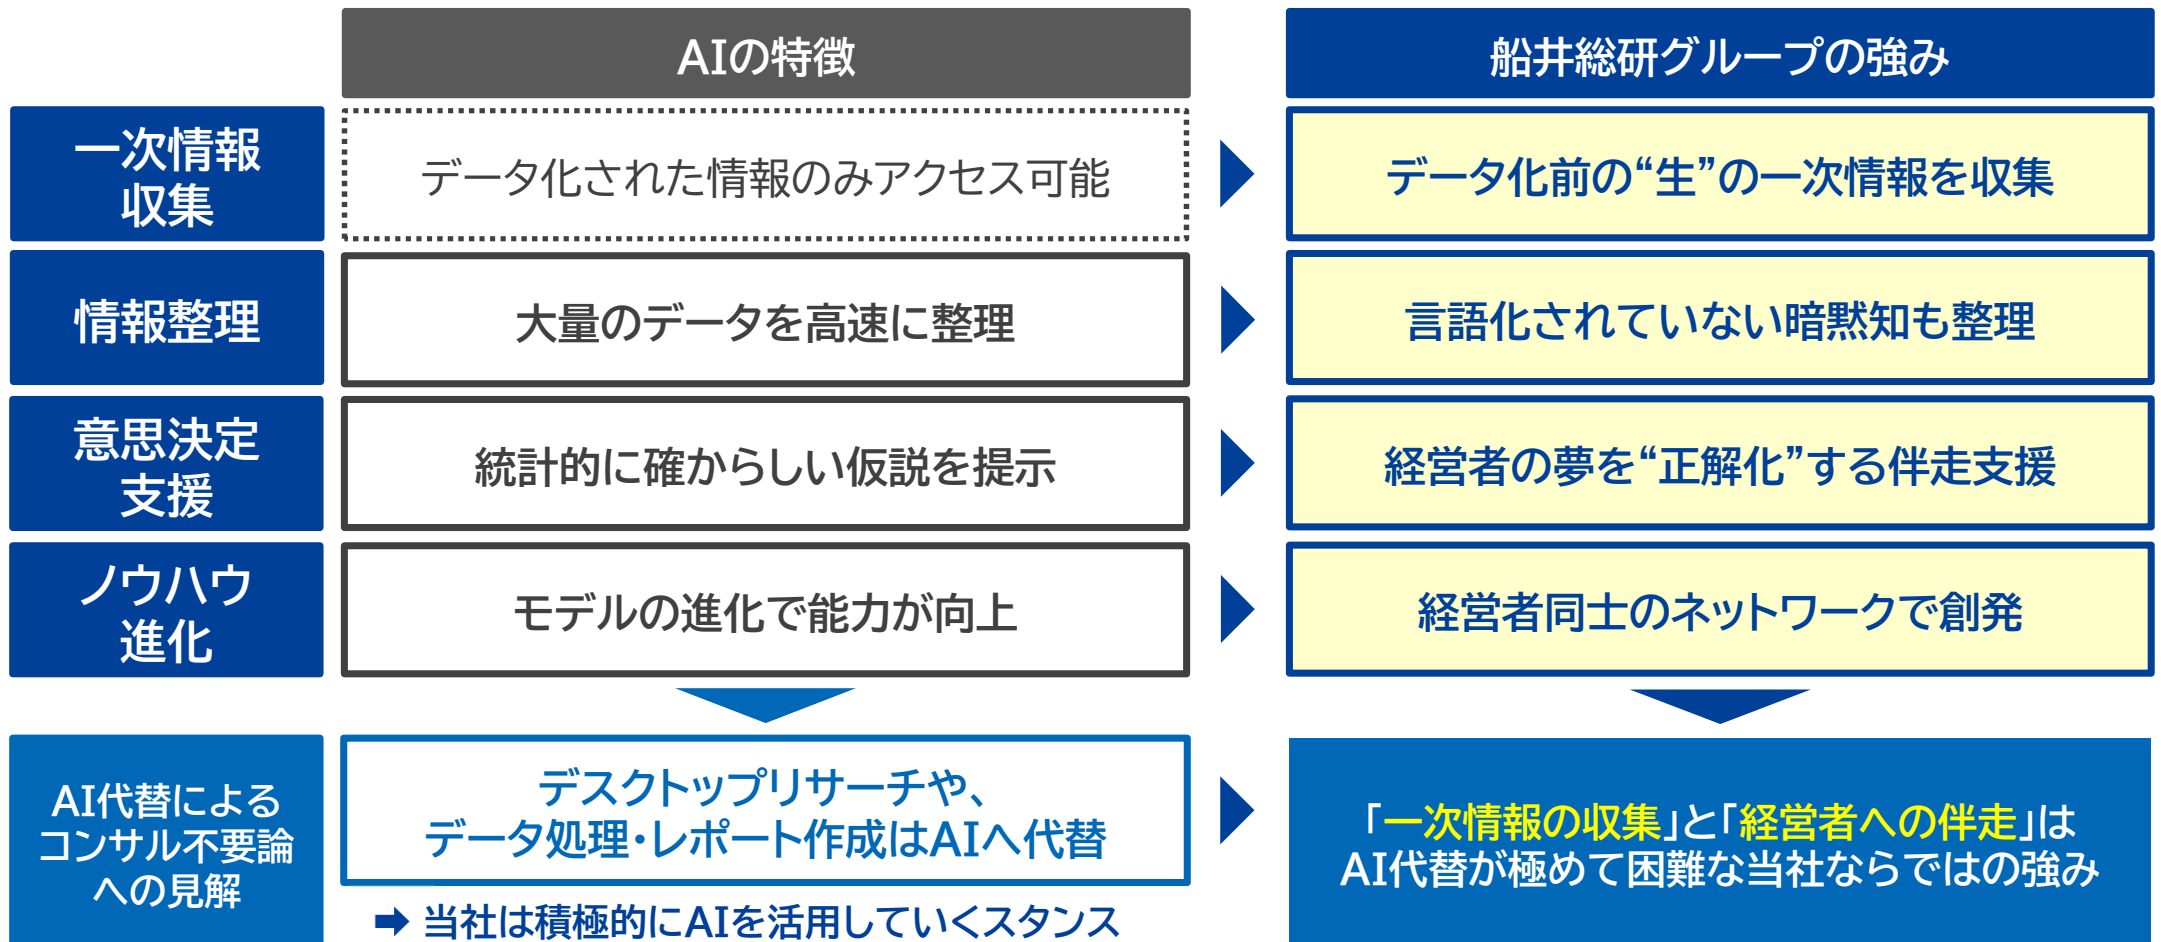 AIの特徴
船井総研グループの強み
一次情報
収集
データ化された情報のみアクセス可能
データ化前の“生”の一次情報を収集
情報整理
大量のデータを高速に整理
言語化されていない暗黙知も整理
意思決定
支援
統計的に確からしい仮説を提示
経営者の夢を“正解化”する伴走支援
ノウハウ
進化
モデルの進化で能力が向上
経営者同士のネットワークで創発
AI代替による
コンサル不要論
への見解
デスクトップリサーチや、
データ処理・レポート作成はAIへ代替
➡ 当社は積極的にAIを活用していくスタンス
「一次情報の収集」と「経営者への伴走」は
AI代替が極めて困難な当社ならではの強み